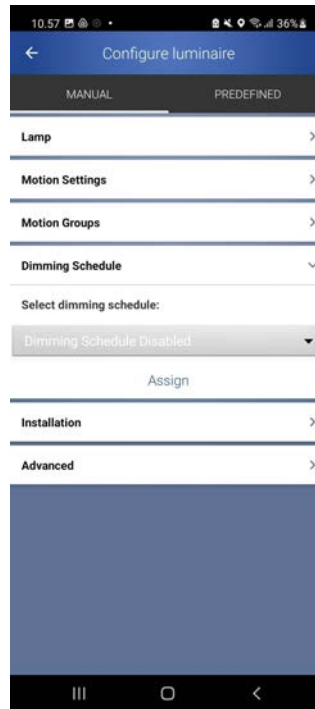 10.57
36%
Configure luminaire
MANUAL PREDEFINED
Lamp
Motion Settings
Motion Groups
Dimming Schedule
Select dimming schedule:
Dimming Schedule Disabled
Assign
Installation
Advanced